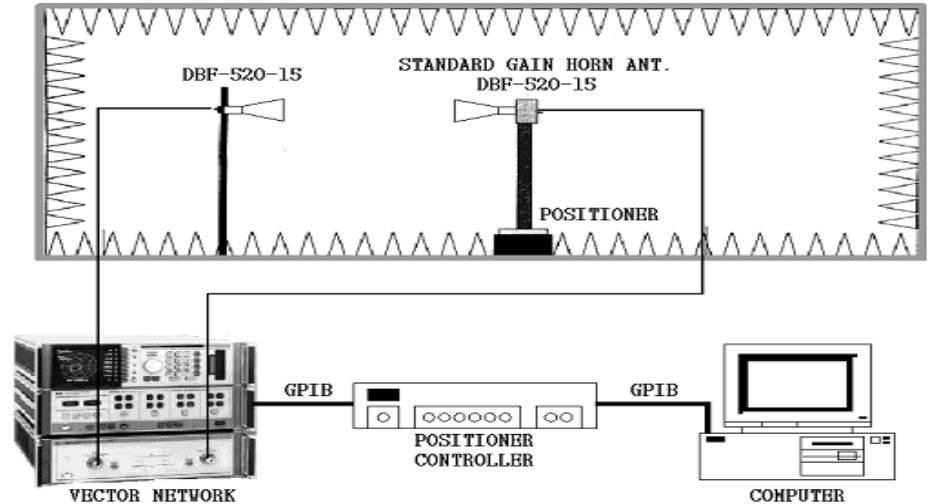 DBF-520-15
STANDARD GAIN HORN ANT.
DBF-520-15
POSITIONER
GPIB
GPIB
POSITIONER
CONTROLLER
VECTOR NETWORK
COMPUTER